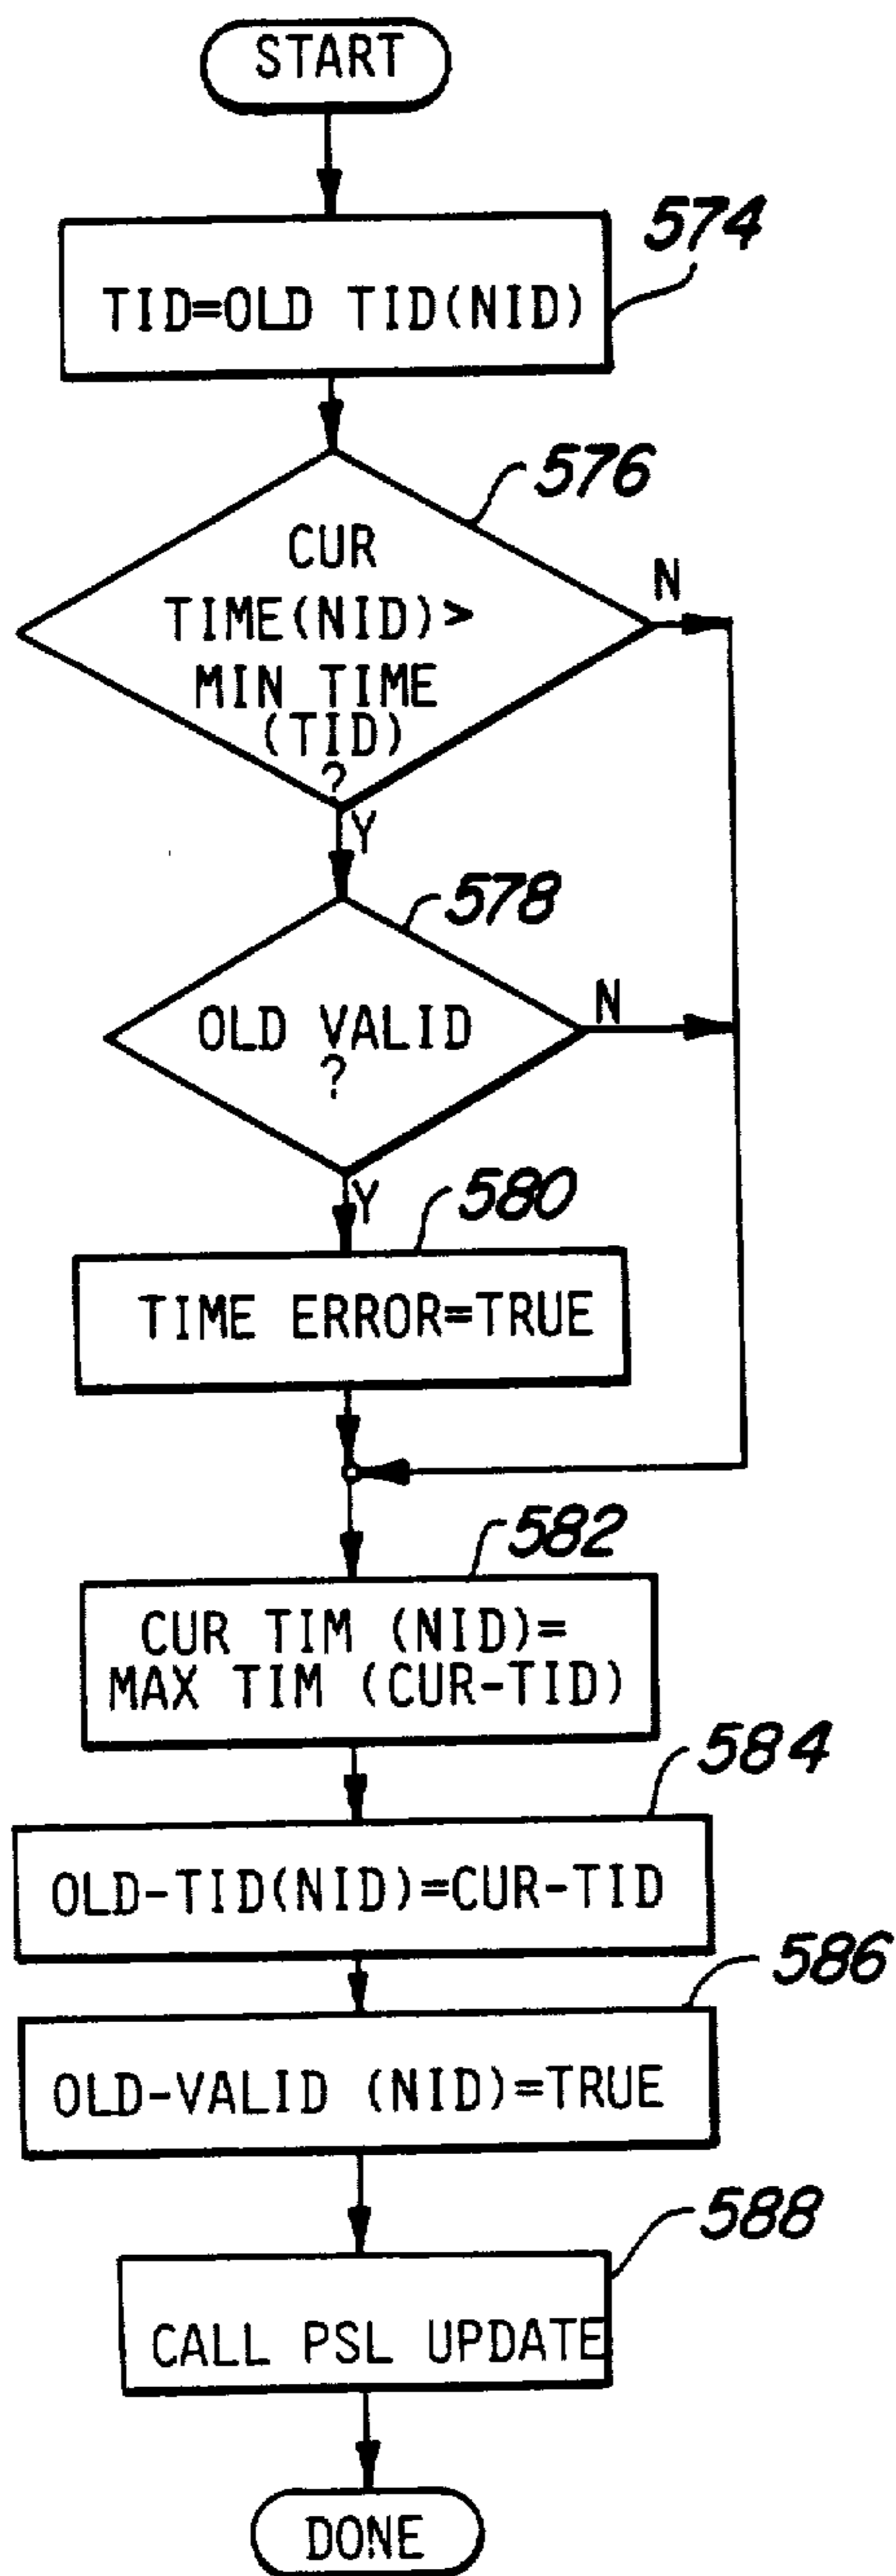 START
574
TID=OLD TID(NID)
576
CUR
TIME(NID)>
MIN TIME
(TID)
?
N
Y
578
OLD VALID
?
N
Y
580
TIME ERROR=TRUE
582
CUR TIM (NID)=
MAX TIM (CUR-TID)
584
OLD-TID(NID)=CUR-TID
586
OLD-VALID (NID)=TRUE
588
CALL PSL UPDATE
DONE